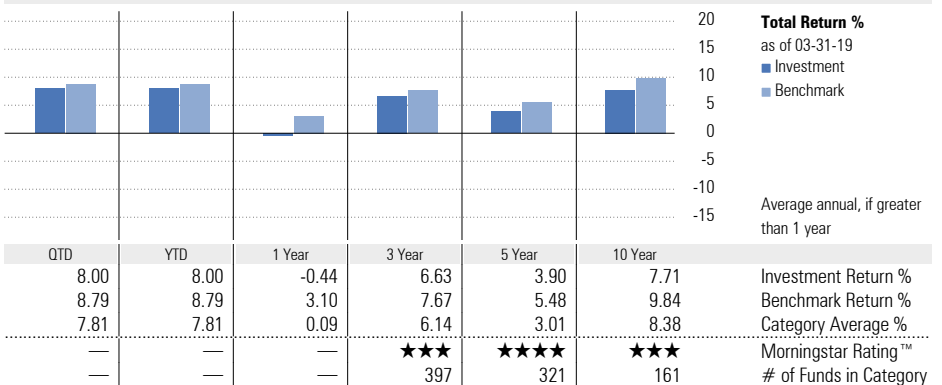 20
15
10
5
0
-5
-10
-15
Total Return %
as of 03-31-19
Investment
Benchmark
Average annual, if greater
than 1 year
QTD YTD 1 Year 3 Year 5 Year 10 Year
8.00 8.00 -0.44 6.63 3.90 7.71 Investment Return %
8.79 8.79 3.10 7.67 5.48 9.84 Benchmark Return %
7.81 7.81 0.09 6.14 3.01 8.38 Category Average %
— — — ★★★ ★★★★ ★★★ Morningstar Rating™
— — — 397 321 161 # of Funds in Category